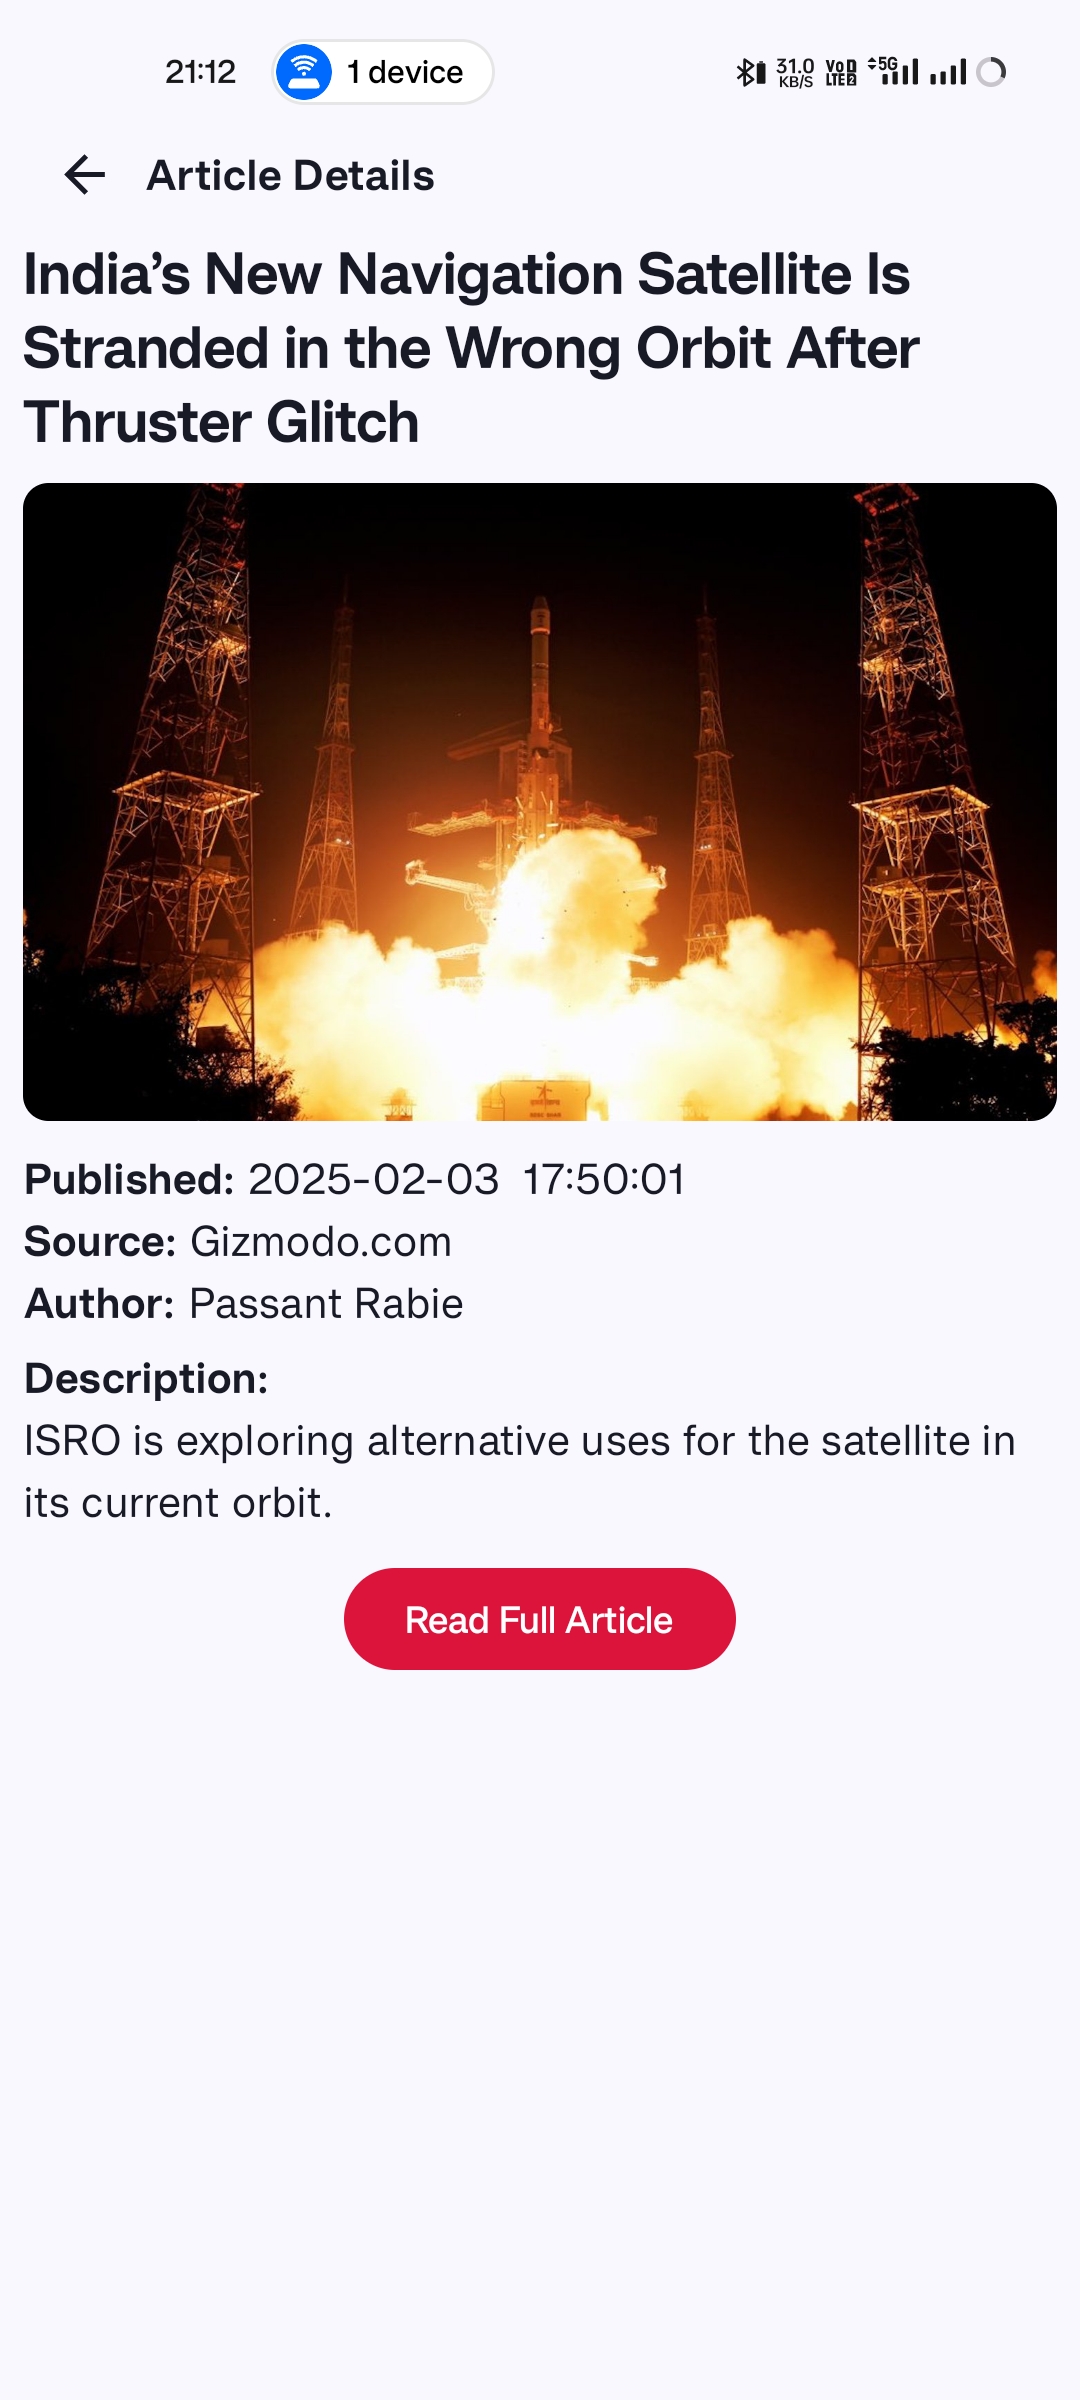 21:12
1 device
31.0
KB/S
Vo D
LTE 2
5G
Article Details
India’s New Navigation Satellite Is
Stranded in the Wrong Orbit After
Thruster Glitch
Published: 2025-02-03 17:50:01
Source: Gizmodo.com
Author: Passant Rabie
Description:
ISRO is exploring alternative uses for the satellite in
its current orbit.
Read Full Article